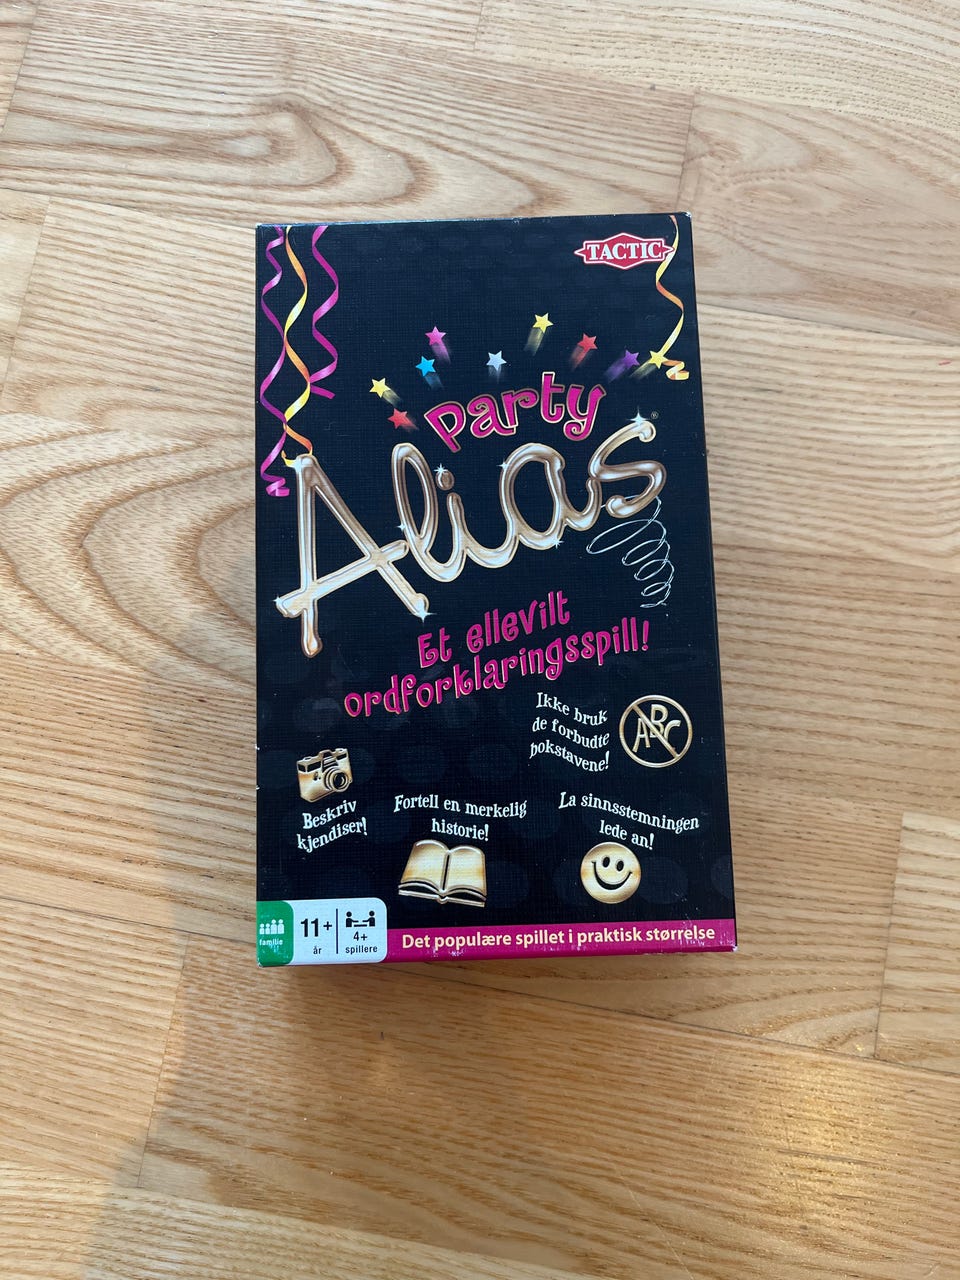 TACTIC
Party
Alias
®
Et ellevilt
ordforklaringsspill!
Ikke bruk
de forbudte
bokstavene!
ABC
Beskriv
kjendiser!
Fortell en merkelig
historie!
La sinnsstemningen
lede an!
familie
11+
år
4+
spillere
Det populære spillet i praktisk størrelse